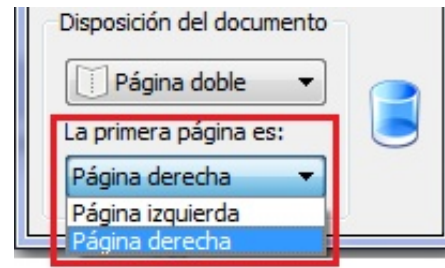 Disposición del documento
Página doble
La primera página es:
Página derecha
Página izquierda
Página derecha